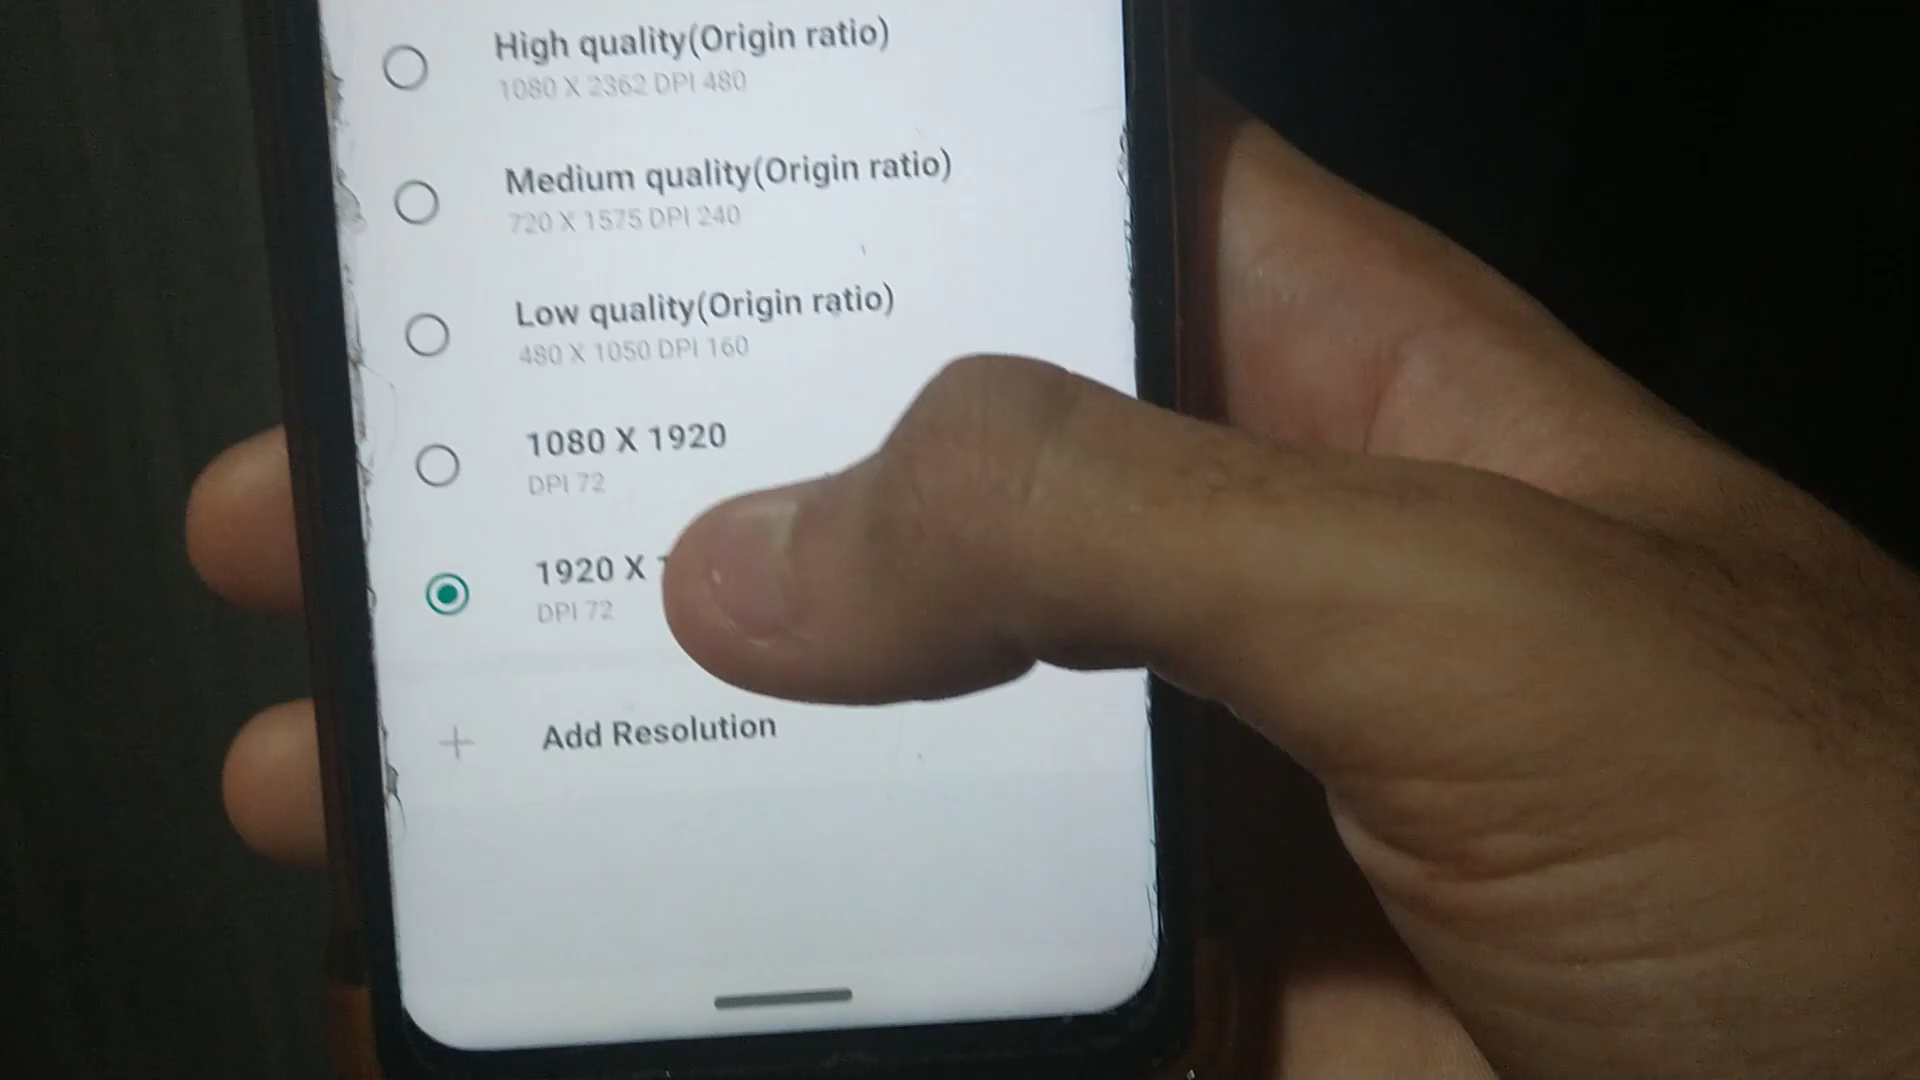 High quality(Origin ratio)
1080 X 2362 DPI 480
Medium quality(Origin ratio)
720 X 1575 DPI 240
Low quality(Origin ratio)
480 X 1050 DPI 160
1080 X 1920
DPI 72
1920 X
DPI 72
Add Resolution